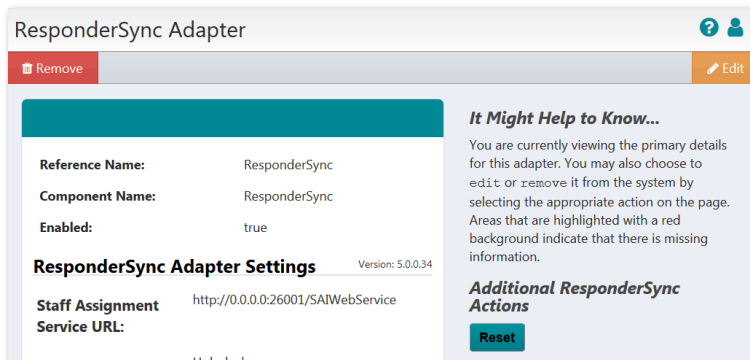 ResponderSync Adapter
Remove
Edit
Reference Name: ResponderSync
Component Name: ResponderSync
Enabled: true
ResponderSync Adapter Settings Version: 5.0.0.34
Staff Assignment http://0.0.0.0:26001/SAIWebService
Service URL:
It Might Help to Know...
You are currently viewing the primary details
for this adapter. You may also choose to
edit or remove it from the system by
selecting the appropriate action on the page.
Areas that are highlighted with a red
background indicate that there is missing
information.
Additional ResponderSync
Actions
Reset